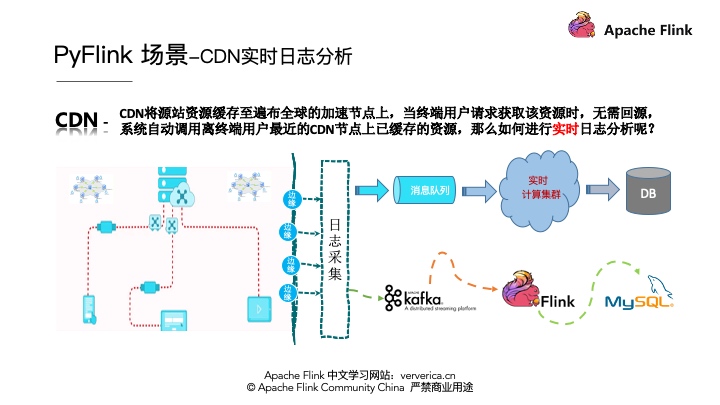 Apache Flink
PyFlink 场景-CDN实时日志分析
CDN -
CDN将源站资源缓存至遍布全球的加速节点上，当终端用户请求获取该资源时，无需回源，
系统自动调用离终端用户最近的CDN节点上已缓存的资源，那么如何进行实时日志分析呢？
边缘
边缘
边缘
边缘
日志采集
消息队列
实时
计算集群
DB
APACHE
kafka
A distributed streaming platform
Flink
MySQL
Apache Flink 中文学习网站：ververica.cn
© Apache Flink Community China 严禁商业用途